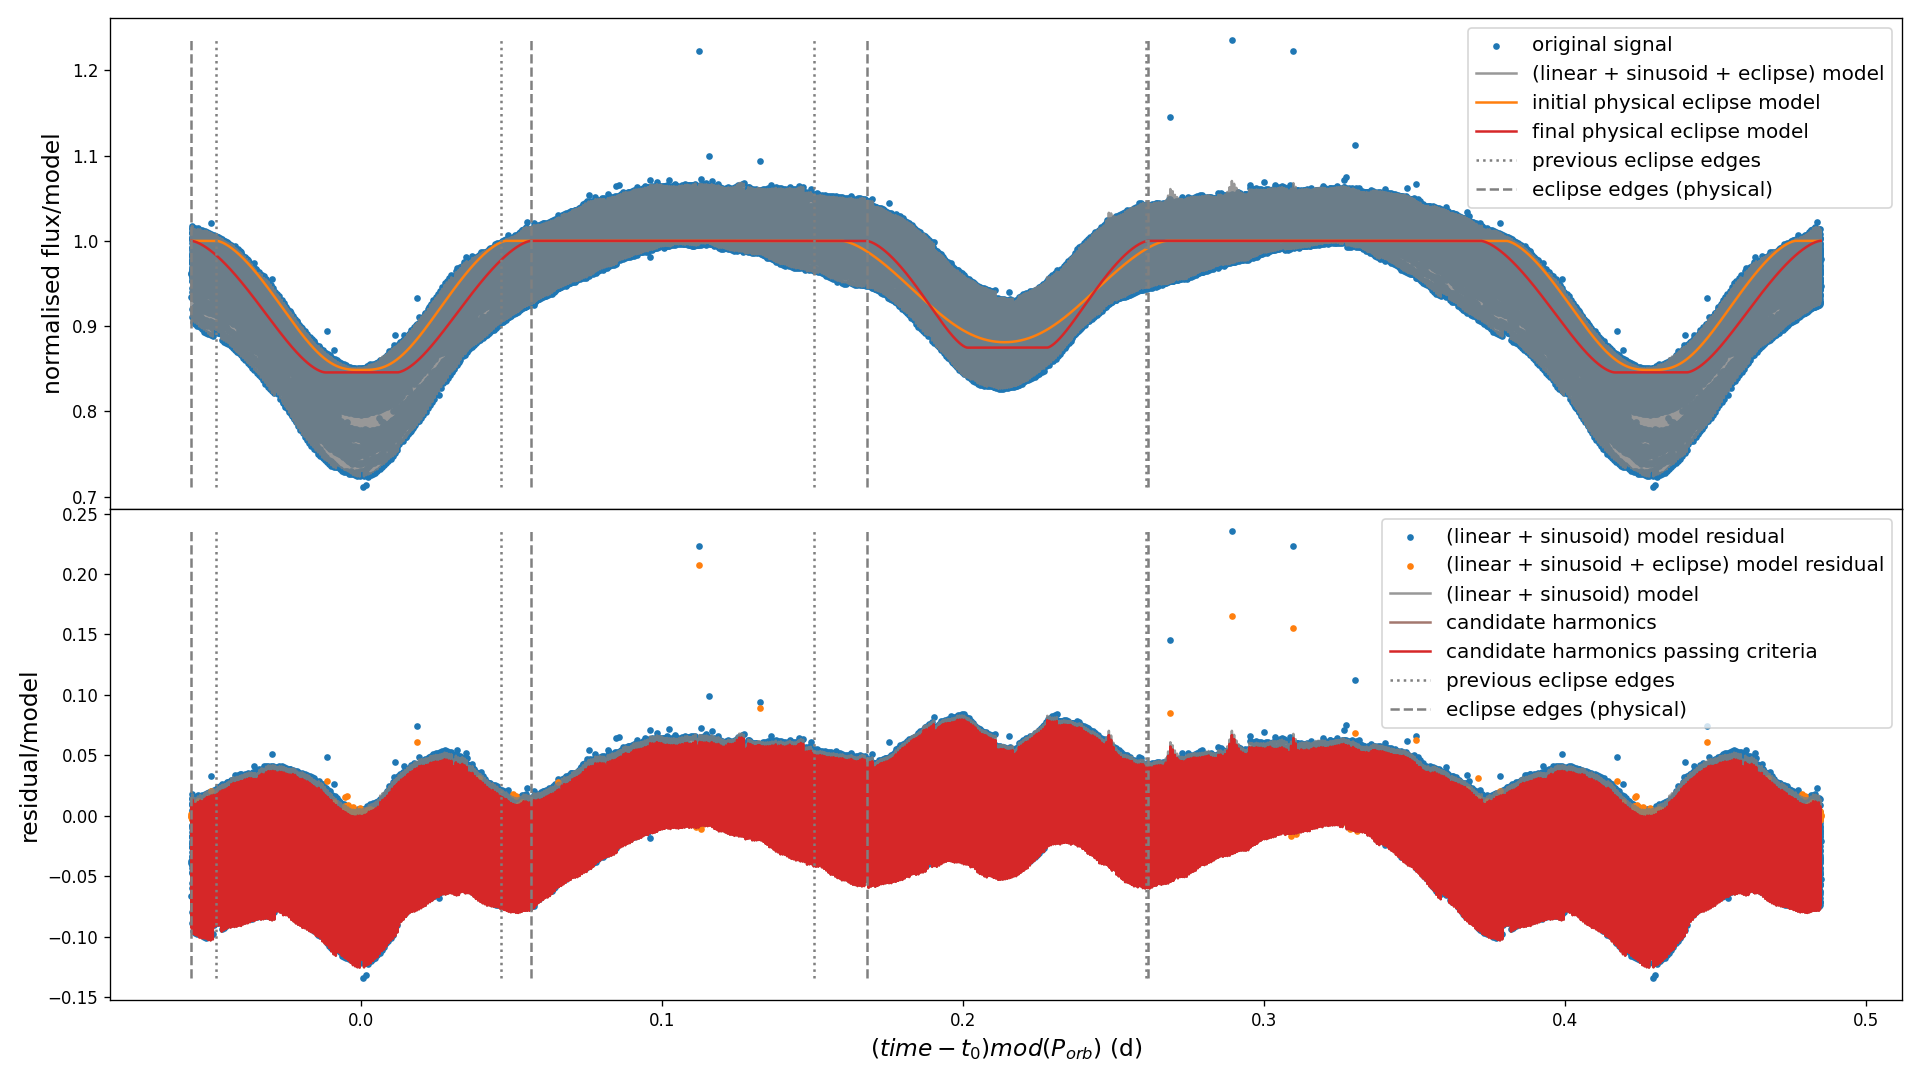 normalised flux/model
1.2
1.1
1.0
0.9
0.8
0.7
original signal
(linear + sinusoid + eclipse) model
initial physical eclipse model
final physical eclipse model
previous eclipse edges
eclipse edges (physical)
residual/model
0.25
0.20
0.15
0.10
0.05
0.00
−0.05
−0.10
−0.15
(linear + sinusoid) model residual
(linear + sinusoid + eclipse) model residual
(linear + sinusoid) model
candidate harmonics
candidate harmonics passing criteria
previous eclipse edges
eclipse edges (physical)
0.0 0.1 0.2 0.3 0.4 0.5
(time − t₀)mod(P_orb) (d)